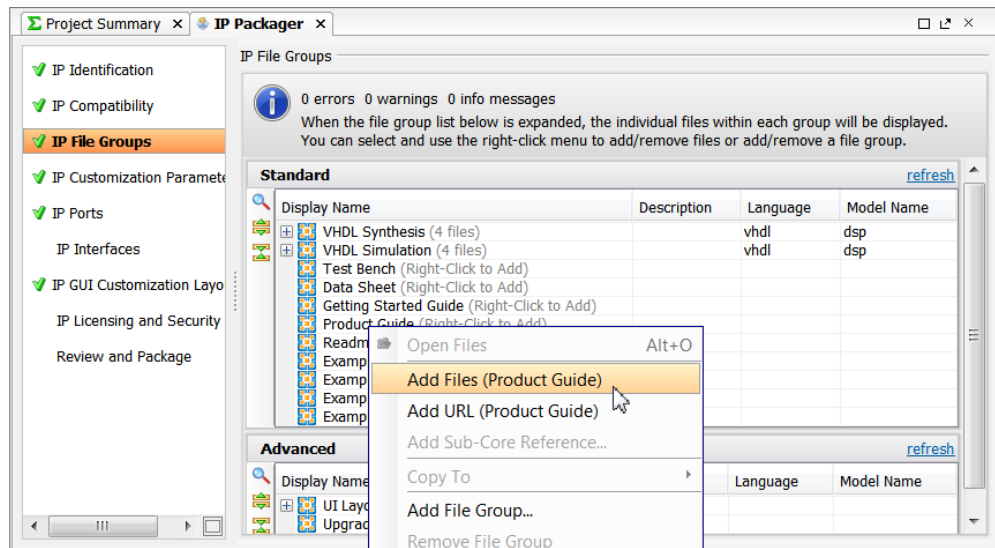 Σ Project Summary × IP Packager ×
IP File Groups
IP Identification
IP Compatibility
IP File Groups
IP Customization Paramete
IP Ports
IP Interfaces
IP GUI Customization Layo
IP Licensing and Security
Review and Package
0 errors 0 warnings 0 info messages
When the file group list below is expanded, the individual files within each group will be displayed.
You can select and use the right-click menu to add/remove files or add/remove a file group.
Standard refresh
Display Name Description Language Model Name
VHDL Synthesis (4 files) vhdl dsp
VHDL Simulation (4 files) vhdl dsp
Test Bench (Right-Click to Add)
Data Sheet (Right-Click to Add)
Getting Started Guide (Right-Click to Add)
Product Guide (Right-Click to Add)
Readm
Examp
Examp
Examp
Examp
Open Files Alt+O
Add Files (Product Guide)
Add URL (Product Guide)
Add Sub-Core Reference...
Copy To
Add File Group...
Remove File Group
Advanced refresh
Display Name Language Model Name
UI Layo
Upgrad